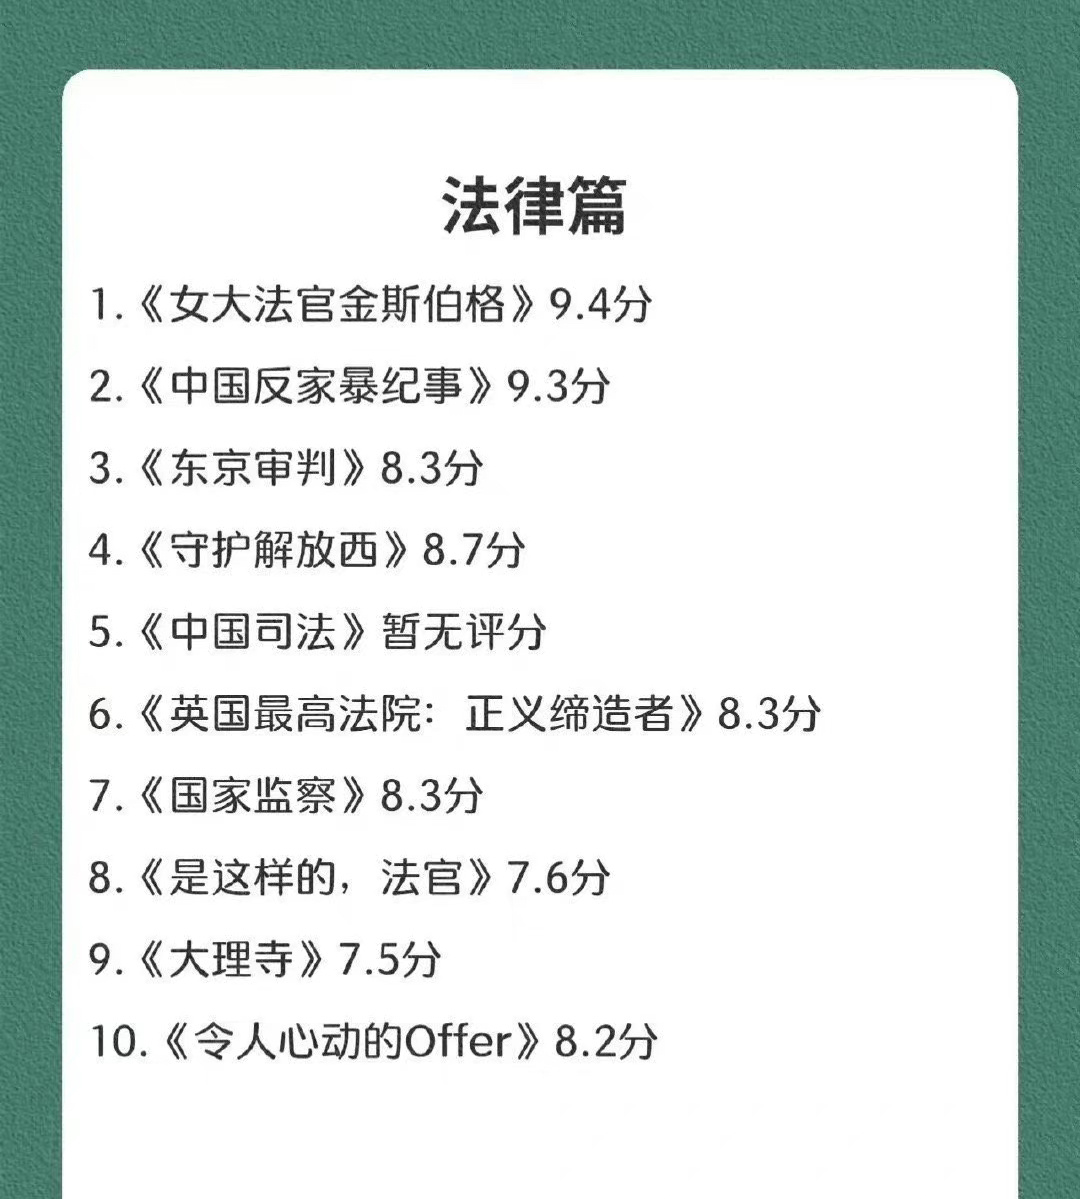 法律篇
1.《女大法官金斯伯格》9.4分
2.《中国反家暴纪事》9.3分
3.《东京审判》8.3分
4.《守护解放西》8.7分
5.《中国司法》暂无评分
6.《英国最高法院：正义缔造者》8.3分
7.《国家监察》8.3分
8.《是这样的，法官》7.6分
9.《大理寺》7.5分
10.《令人心动的Offer》8.2分